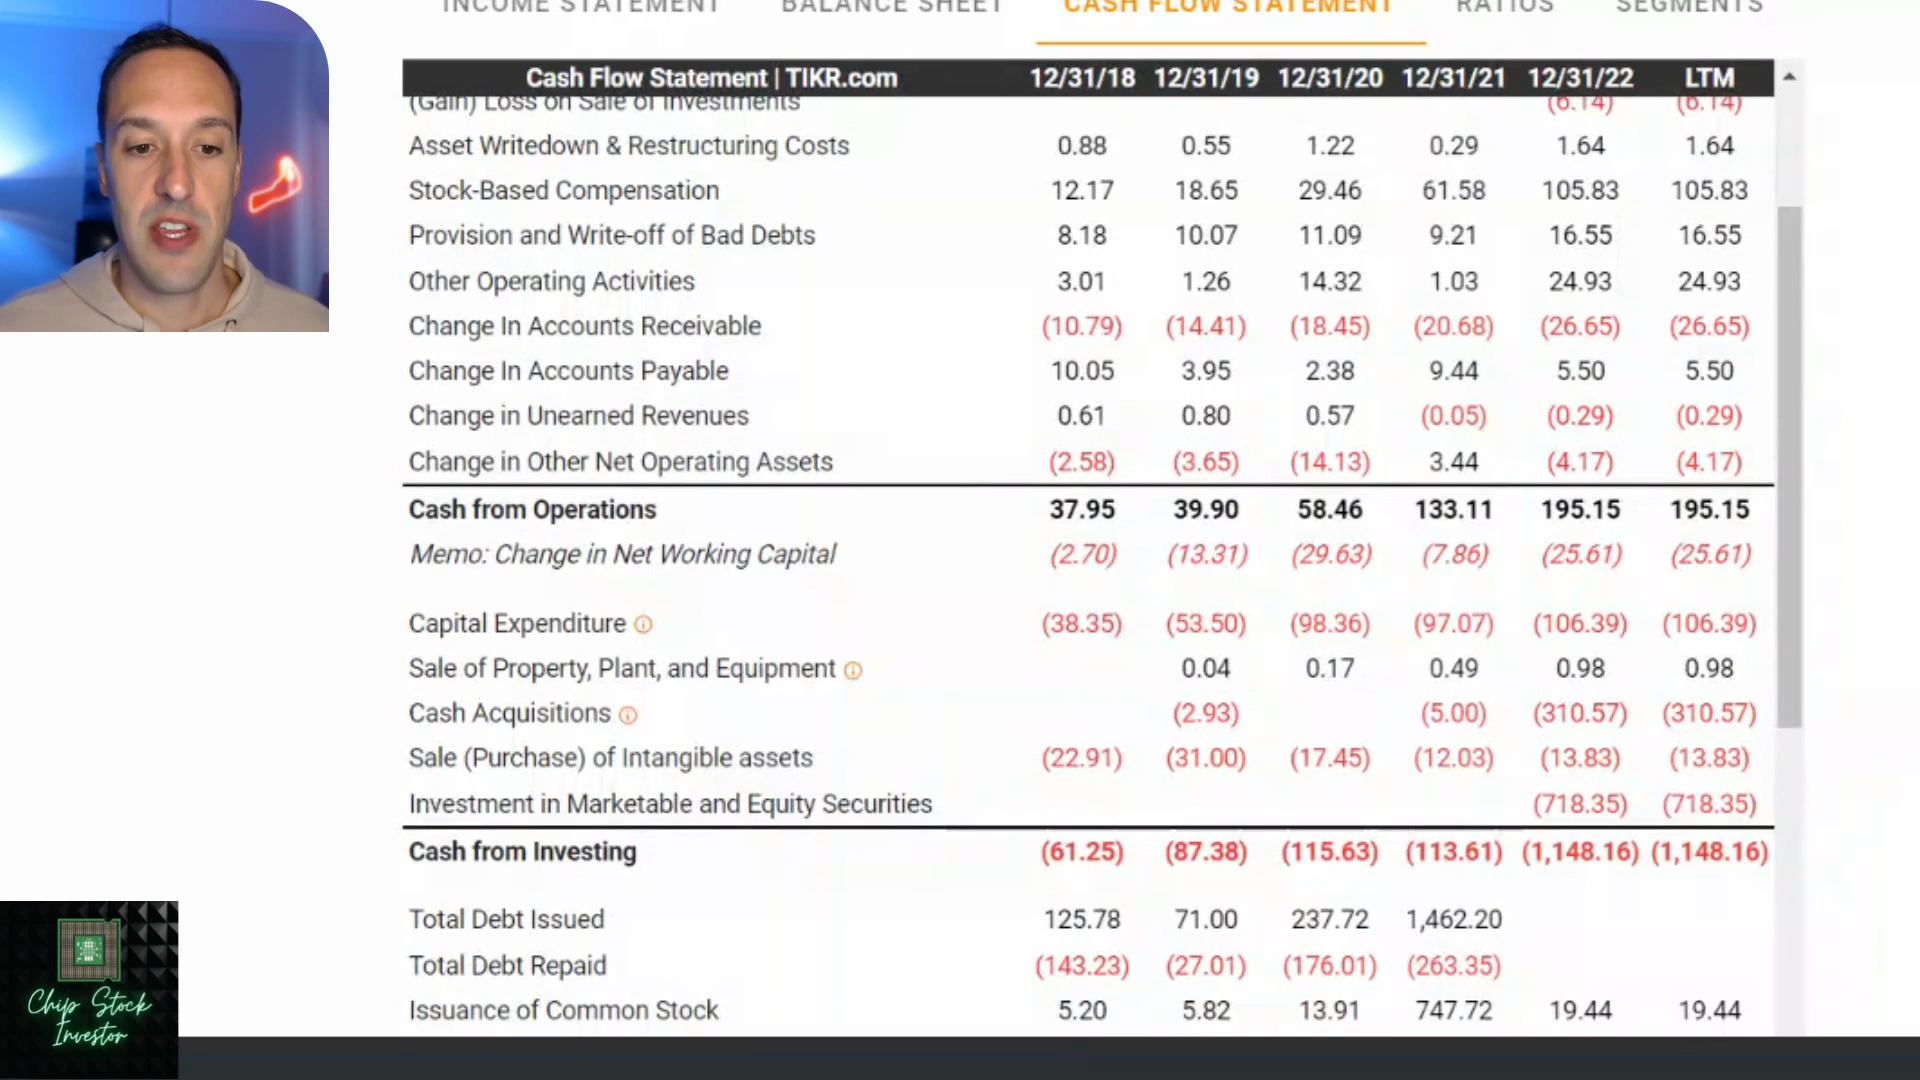 INCOME STATEMENT BALANCE SHEET CASH FLOW STATEMENT RATIOS SEGMENTS
Cash Flow Statement | TIKR.com 12/31/18 12/31/19 12/31/20 12/31/21 12/31/22 LTM
(Gain) Loss on Sale of Investments (6.14) (6.14)
Asset Writedown & Restructuring Costs 0.88 0.55 1.22 0.29 1.64 1.64
Stock-Based Compensation 12.17 18.65 29.46 61.58 105.83 105.83
Provision and Write-off of Bad Debts 8.18 10.07 11.09 9.21 16.55 16.55
Other Operating Activities 3.01 1.26 14.32 1.03 24.93 24.93
Change In Accounts Receivable (10.79) (14.41) (18.45) (20.68) (26.65) (26.65)
Change In Accounts Payable 10.05 3.95 2.38 9.44 5.50 5.50
Change in Unearned Revenues 0.61 0.80 0.57 (0.05) (0.29) (0.29)
Change in Other Net Operating Assets (2.58) (3.65) (14.13) 3.44 (4.17) (4.17)
Cash from Operations 37.95 39.90 58.46 133.11 195.15 195.15
Memo: Change in Net Working Capital (2.70) (13.31) (29.63) (7.86) (25.61) (25.61)
Capital Expenditure (38.35) (53.50) (98.36) (97.07) (106.39) (106.39)
Sale of Property, Plant, and Equipment 0.04 0.17 0.49 0.98 0.98
Cash Acquisitions (2.93) (5.00) (310.57) (310.57)
Sale (Purchase) of Intangible assets (22.91) (31.00) (17.45) (12.03) (13.83) (13.83)
Investment in Marketable and Equity Securities (718.35) (718.35)
Cash from Investing (61.25) (87.38) (115.63) (113.61) (1,148.16) (1,148.16)
Total Debt Issued 125.78 71.00 237.72 1,462.20
Total Debt Repaid (143.23) (27.01) (176.01) (263.35)
Issuance of Common Stock 5.20 5.82 13.91 747.72 19.44 19.44
Chip Stock
Investor